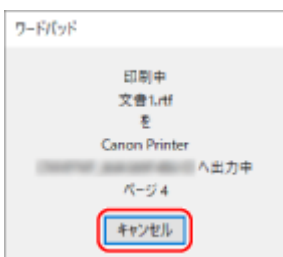 ワードパッド
印刷中
文書1.rtf
を
Canon Printer
へ出力中
ページ 4
キャンセル